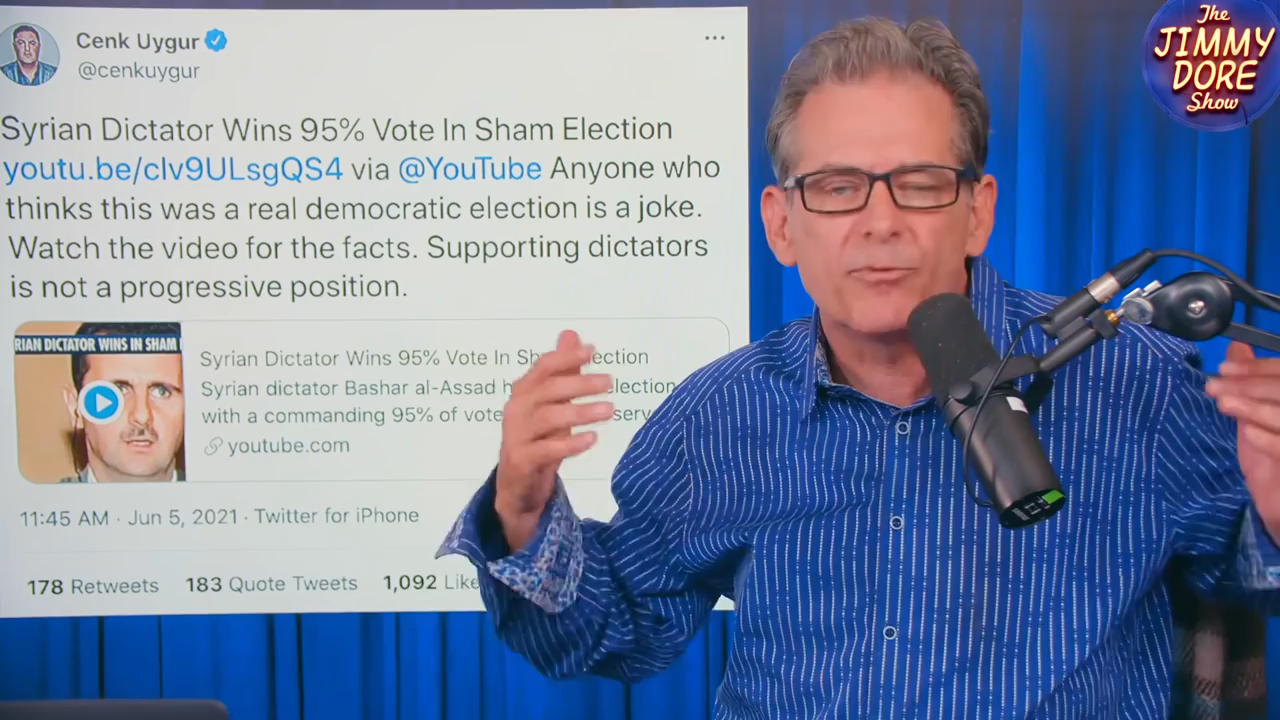 The
JIMMY
DORE
Show
Cenk Uygur
@cenkuygur
Syrian Dictator Wins 95% Vote In Sham Election
youtu.be/clv9ULsgQS4 via @YouTube Anyone who
thinks this was a real democratic election is a joke.
Watch the video for the facts. Supporting dictators
is not a progressive position.
RIAN DICTATOR WINS IN SHAM
Syrian Dictator Wins 95% Vote In Sh ection
Syrian dictator Bashar al-Assad h election
with a commanding 95% of vote serv
youtube.com
11:45 AM · Jun 5, 2021 · Twitter for iPhone
178 Retweets 183 Quote Tweets 1,092 Like